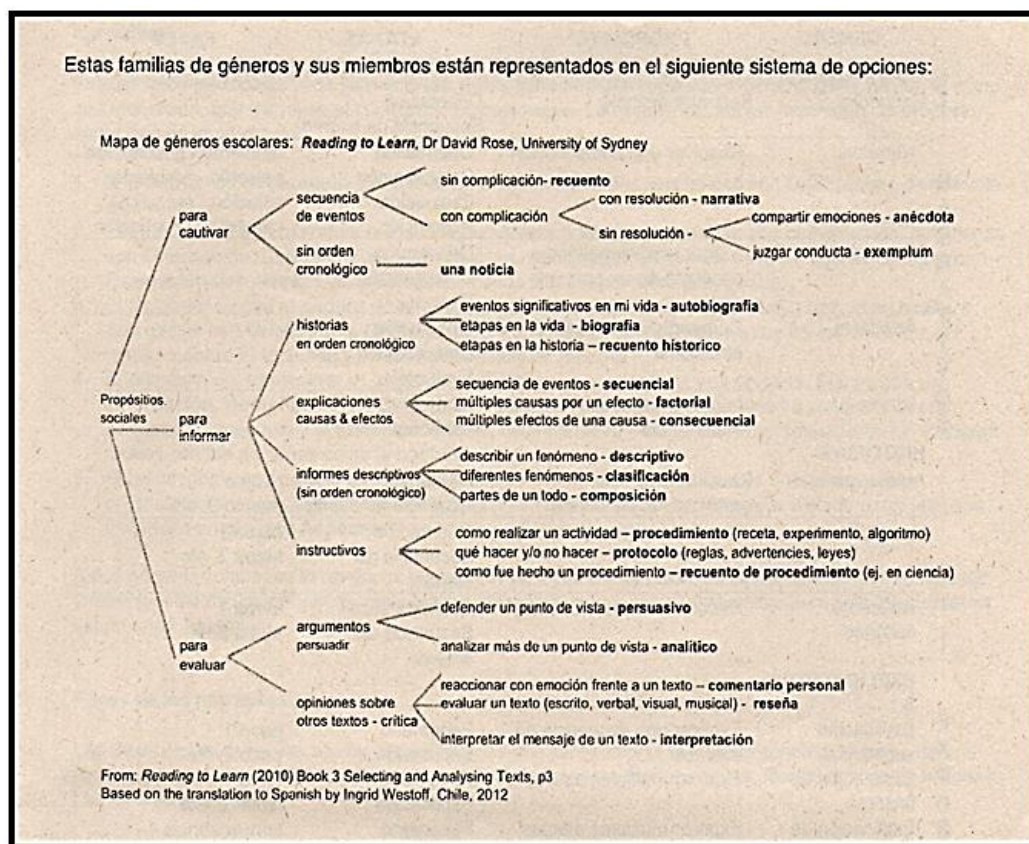 Estas familias de géneros y sus miembros están representados en el siguiente sistema de opciones:
Mapa de géneros escolares: Reading to Learn, Dr David Rose, University of Sydney
Propósitos
sociales
para
cautivar
secuencia
de eventos
sin complicación- recuento
con complicación
con resolución - narrativa
sin resolución -
compartir emociones - anécdota
juzgar conducta - exemplum
sin orden
cronológico
una noticia
para
informar
historias
en orden cronológico
eventos significativos en mi vida - autobiografia
etapas en la vida - biografia
etapas en la historia – recuento historico
explicaciones
causas & efectos
secuencia de eventos - secuencial
múltiples causas por un efecto - factorial
múltiples efectos de una causa - consecuencial
informes descriptivos
(sin orden cronológico)
describir un fenómeno - descriptivo
diferentes fenómenos - clasificación
partes de un todo - composición
instructivos
como realizar un actividad – procedimiento (receta, experimento, algoritmo)
qué hacer y/o no hacer – protocolo (reglas, advertencies, leyes)
como fue hecho un procedimiento – recuento de procedimiento (ej. en ciencia)
para
evaluar
argumentos
persuadir
defender un punto de vista - persuasivo
analizar más de un punto de vista - analítico
opiniones sobre
otros textos - crítica
reaccionar con emoción frente a un texto – comentario personal
evaluar un texto (escrito, verbal, visual, musical) - reseña
interpretar el mensaje de un texto - interpretación
From: Reading to Learn (2010) Book 3 Selecting and Analysing Texts, p3
Based on the translation to Spanish by Ingrid Westoff, Chile, 2012